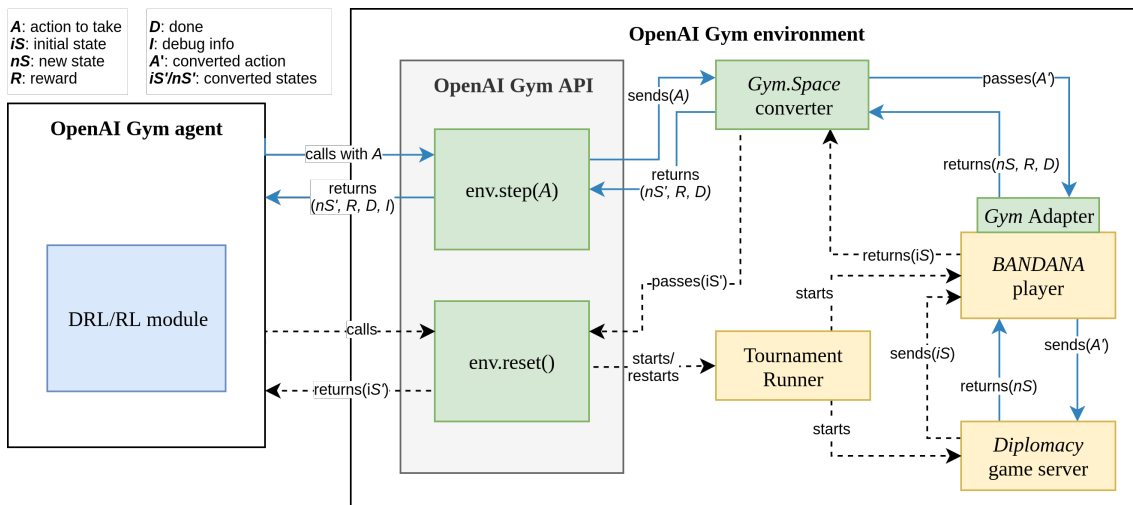 A: action to take
iS: initial state
nS: new state
R: reward
D: done
I: debug info
A': converted action
iS'/nS': converted states
OpenAI Gym environment
OpenAI Gym agent
OpenAI Gym API
DRL/RL module
calls with A
returns
(nS', R, D, I)
calls
returns(iS')
env.step(A)
env.reset()
sends(A)
returns
(nS', R, D)
passes(iS')
starts/
restarts
Gym.Space
converter
passes(A')
returns(nS, R, D)
Gym Adapter
BANDANA
player
returns(iS)
starts
Tournament
Runner
starts
sends(iS)
returns(nS)
sends(A')
Diplomacy
game server